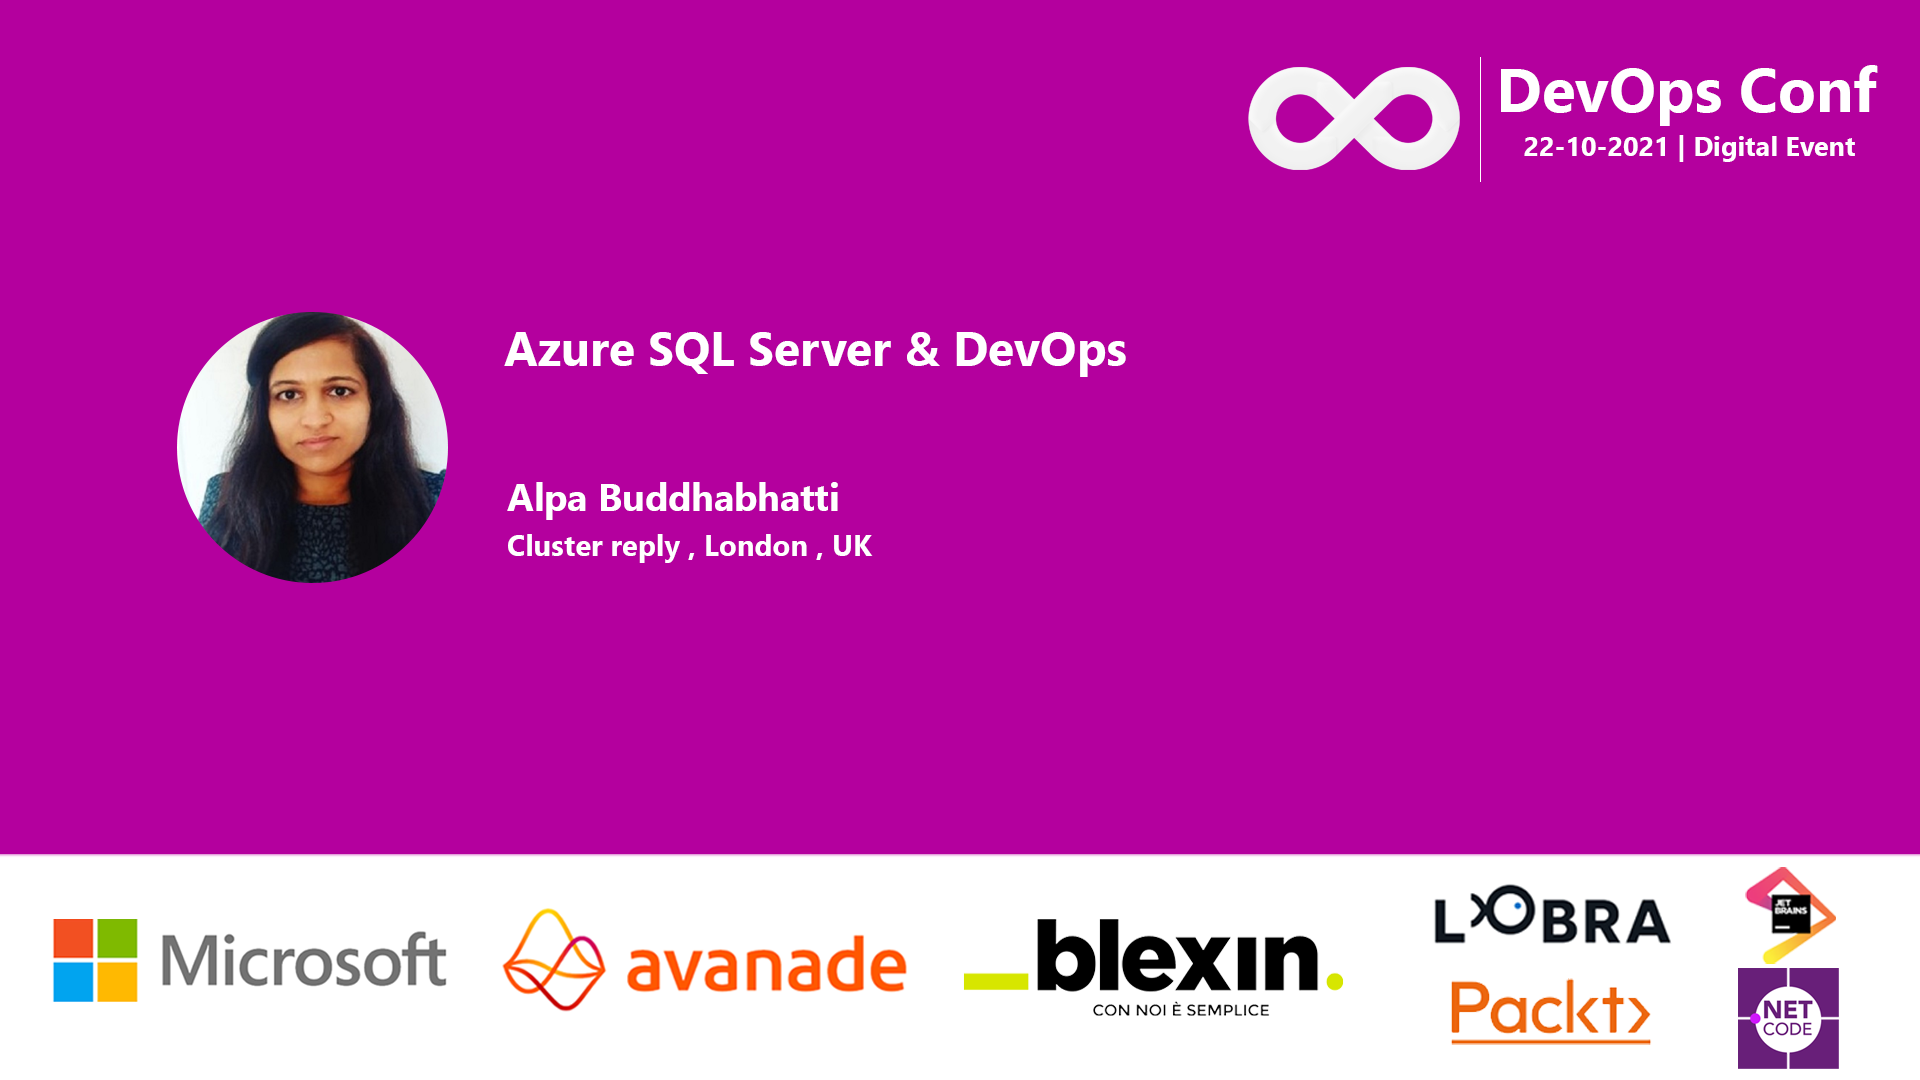 DevOps Conf
22-10-2021 | Digital Event
Azure SQL Server & DevOps
Alpa Buddhabhatti
Cluster reply , London , UK
Microsoft
avanade
blexin.
CON NOI È SEMPLICE
LOBRA
Packt>
JET
BRAINS
NET
CODE